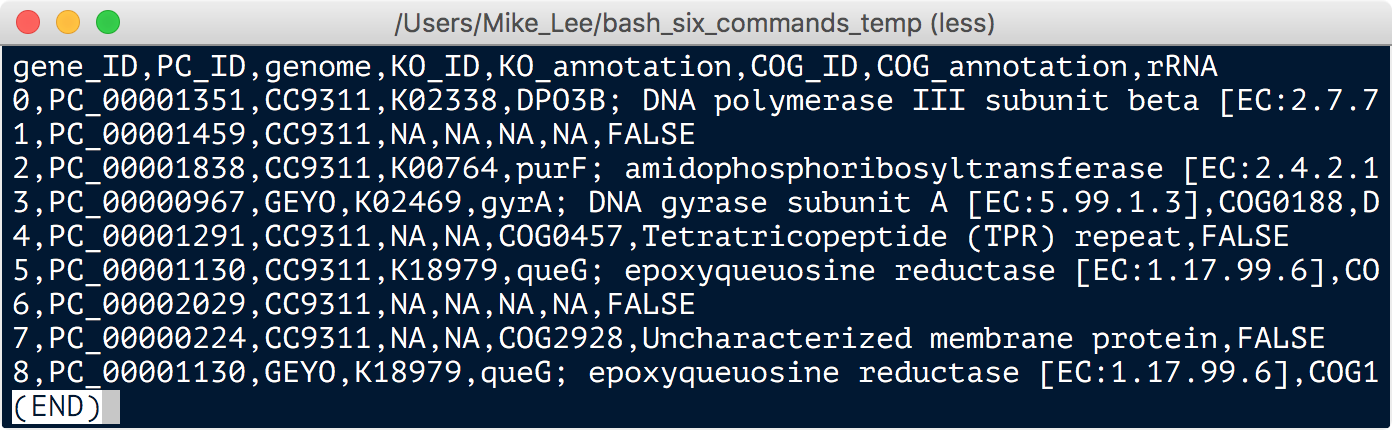 /Users/Mike_Lee/bash_six_commands_temp (less)
gene_ID,PC_ID,genome,KO_ID,KO_annotation,COG_ID,COG_annotation,rRNA
0,PC_00001351,CC9311,K02338,DPO3B; DNA polymerase III subunit beta [EC:2.7.7
1,PC_00001459,CC9311,NA,NA,NA,NA,FALSE
2,PC_00001838,CC9311,K00764,purF; amidophosphoribosyltransferase [EC:2.4.2.1
3,PC_00000967,GEYO,K02469,gyrA; DNA gyrase subunit A [EC:5.99.1.3],COG0188,D
4,PC_00001291,CC9311,NA,NA,COG0457,Tetratricopeptide (TPR) repeat,FALSE
5,PC_00001130,CC9311,K18979,queG; epoxyqueuosine reductase [EC:1.17.99.6],CO
6,PC_00002029,CC9311,NA,NA,NA,NA,FALSE
7,PC_00000224,CC9311,NA,NA,COG2928,Uncharacterized membrane protein,FALSE
8,PC_00001130,GEYO,K18979,queG; epoxyqueuosine reductase [EC:1.17.99.6],COG1
(END)